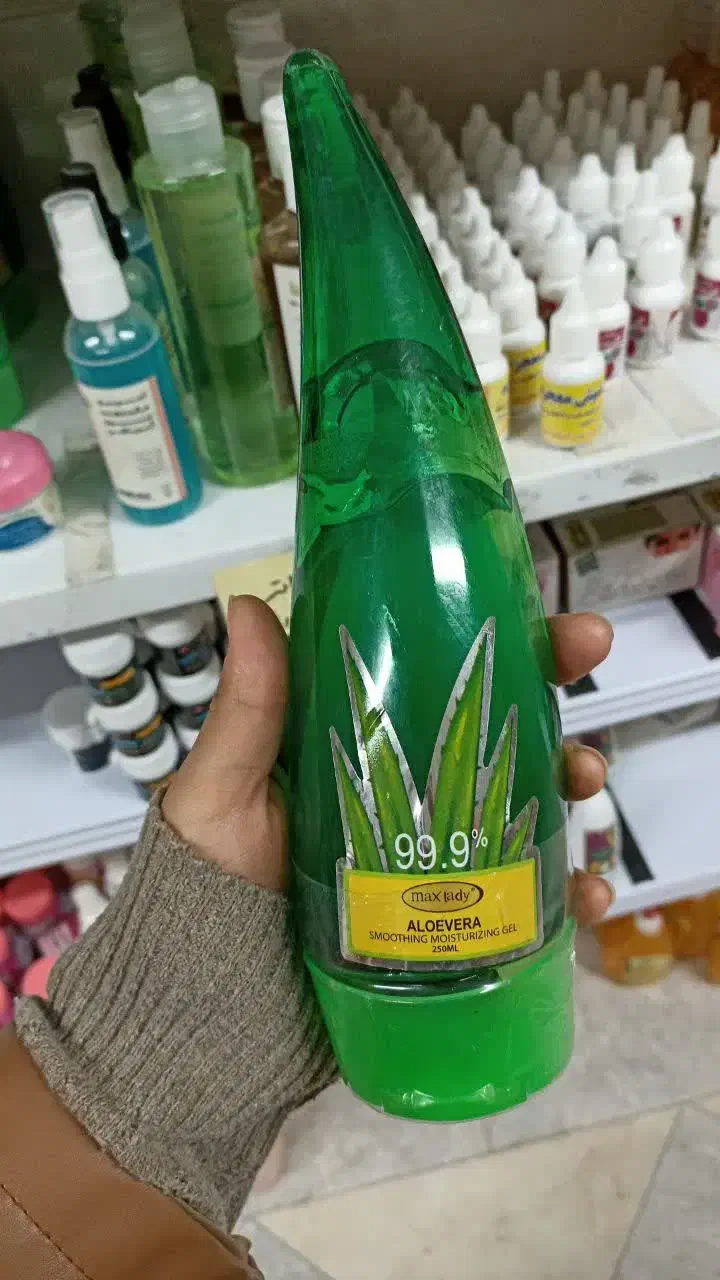 99.9%
max lady®
ALOEVERA
SMOOTHING MOISTURIZING GEL
250ML